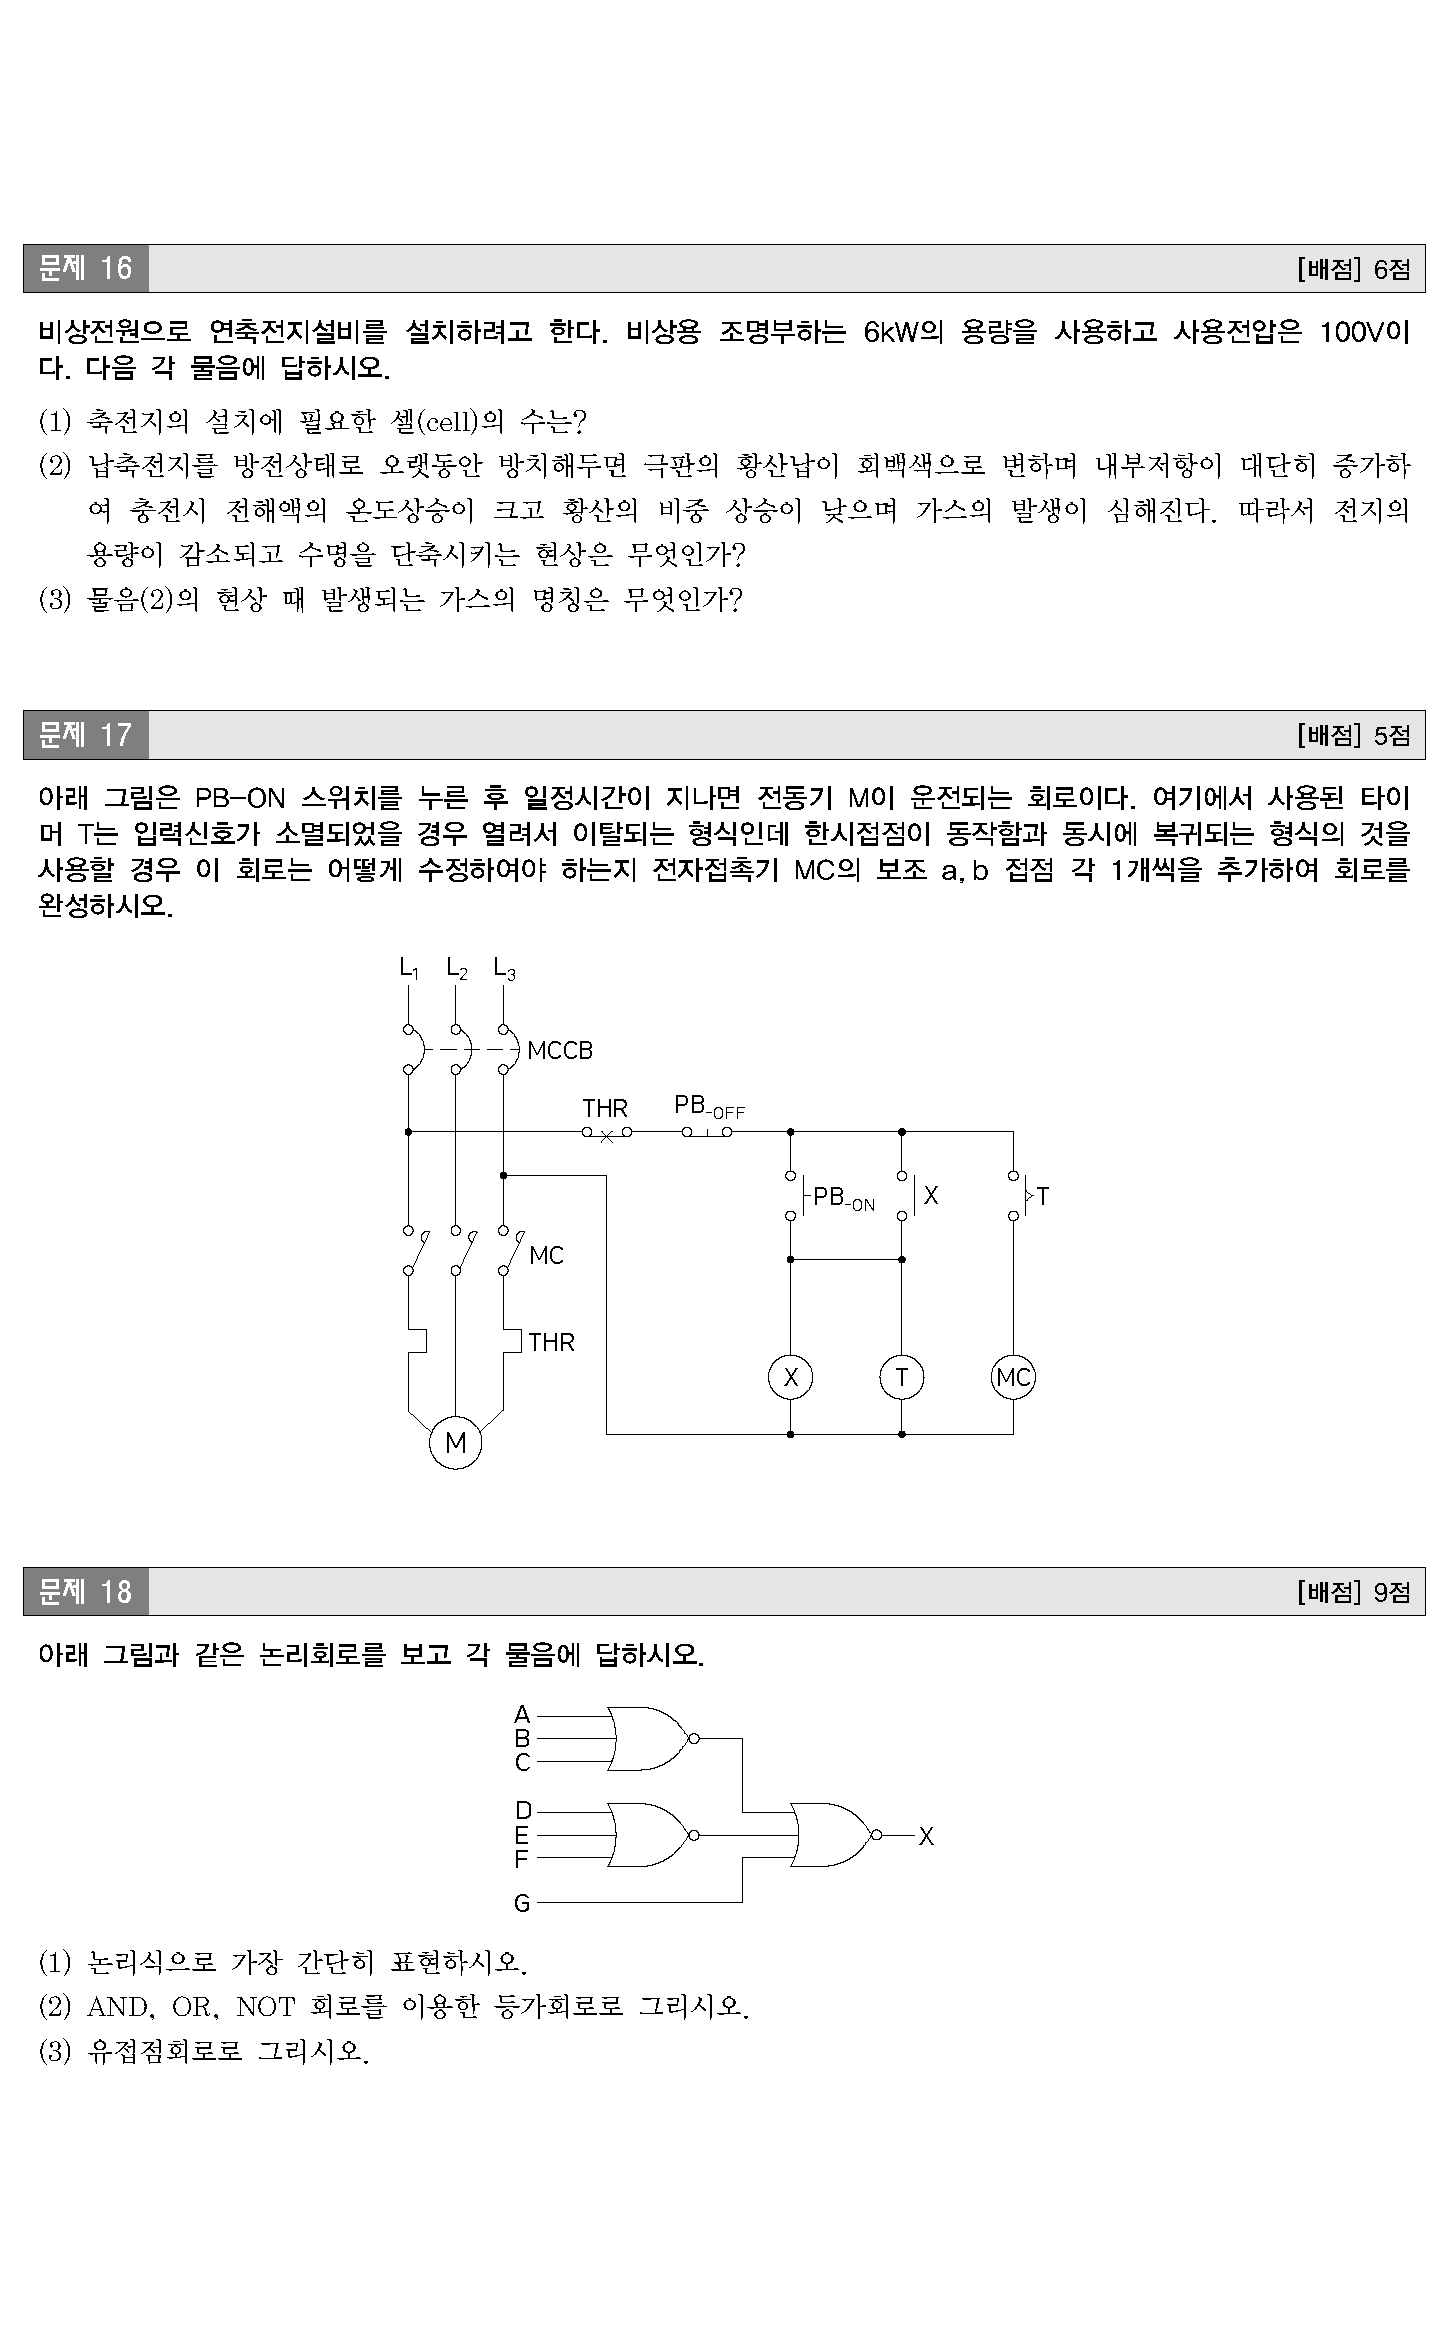 문제 16 [배점] 6점
비상전원으로 연축전지설비를 설치하려고 한다. 비상용 조명부하는 6kW의 용량을 사용하고 사용전압은 100V이
다. 다음 각 물음에 답하시오.
(1) 축전지의 설치에 필요한 셀(cell)의 수는?
(2) 납축전지를 방전상태로 오랫동안 방치해두면 극판의 황산납이 회백색으로 변하며 내부저항이 대단히 증가하
여 충전시 전해액의 온도상승이 크고 황산의 비중 상승이 낮으며 가스의 발생이 심해진다. 따라서 전지의
용량이 감소되고 수명을 단축시키는 현상은 무엇인가?
(3) 물음(2)의 현상 때 발생되는 가스의 명칭은 무엇인가?
문제 17 [배점] 5점
아래 그림은 PB-ON 스위치를 누른 후 일정시간이 지나면 전동기 M이 운전되는 회로이다. 여기에서 사용된 타이
머 T는 입력신호가 소멸되었을 경우 열려서 이탈되는 형식인데 한시접점이 동작함과 동시에 복귀되는 형식의 것을
사용할 경우 이 회로는 어떻게 수정하여야 하는지 전자접촉기 MC의 보조 a, b 접점 각 1개씩을 추가하여 회로를
완성하시오.
L1 L2 L3
MCCB
THR PB-OFF
PB-ON X T
MC
THR
X T MC
M
문제 18 [배점] 9점
아래 그림과 같은 논리회로를 보고 각 물음에 답하시오.
A
B
C
D
E
F
X
G
(1) 논리식으로 가장 간단히 표현하시오.
(2) AND, OR, NOT 회로를 이용한 등가회로로 그리시오.
(3) 유접점회로로 그리시오.